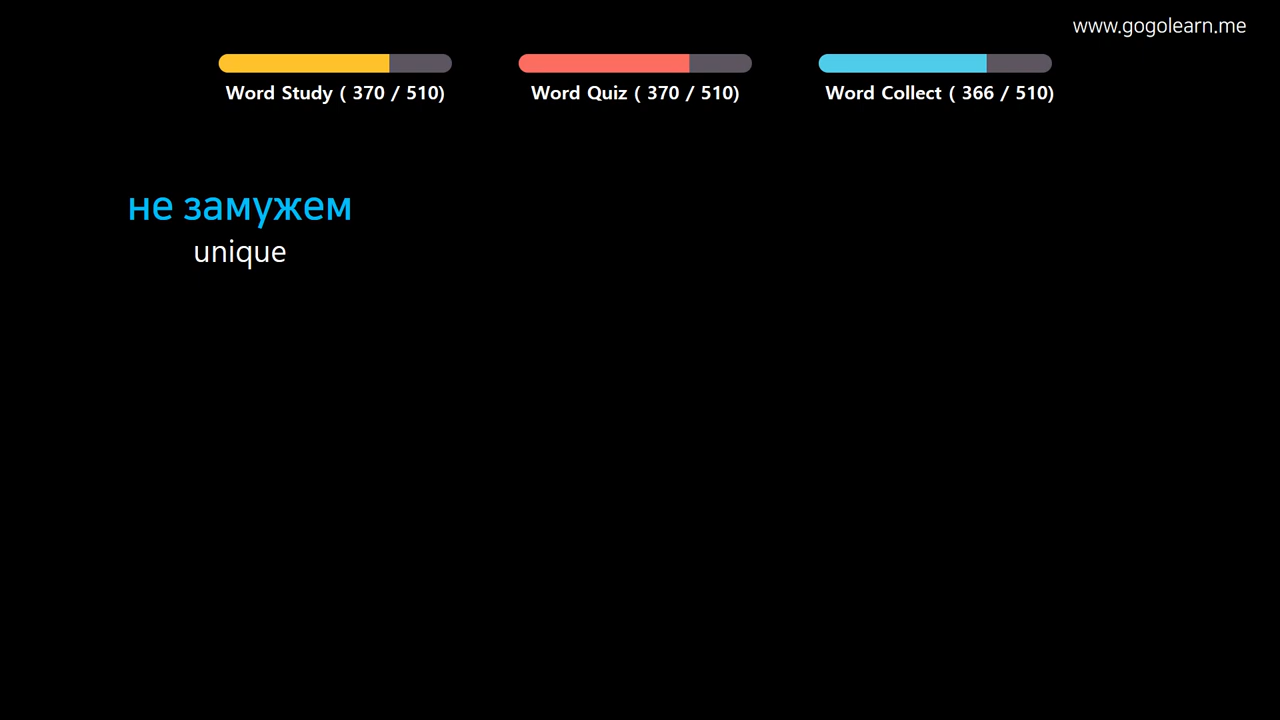 www.gogolearn.me
Word Study ( 370 / 510)
Word Quiz ( 370 / 510)
Word Collect ( 366 / 510)
не замужем
unique